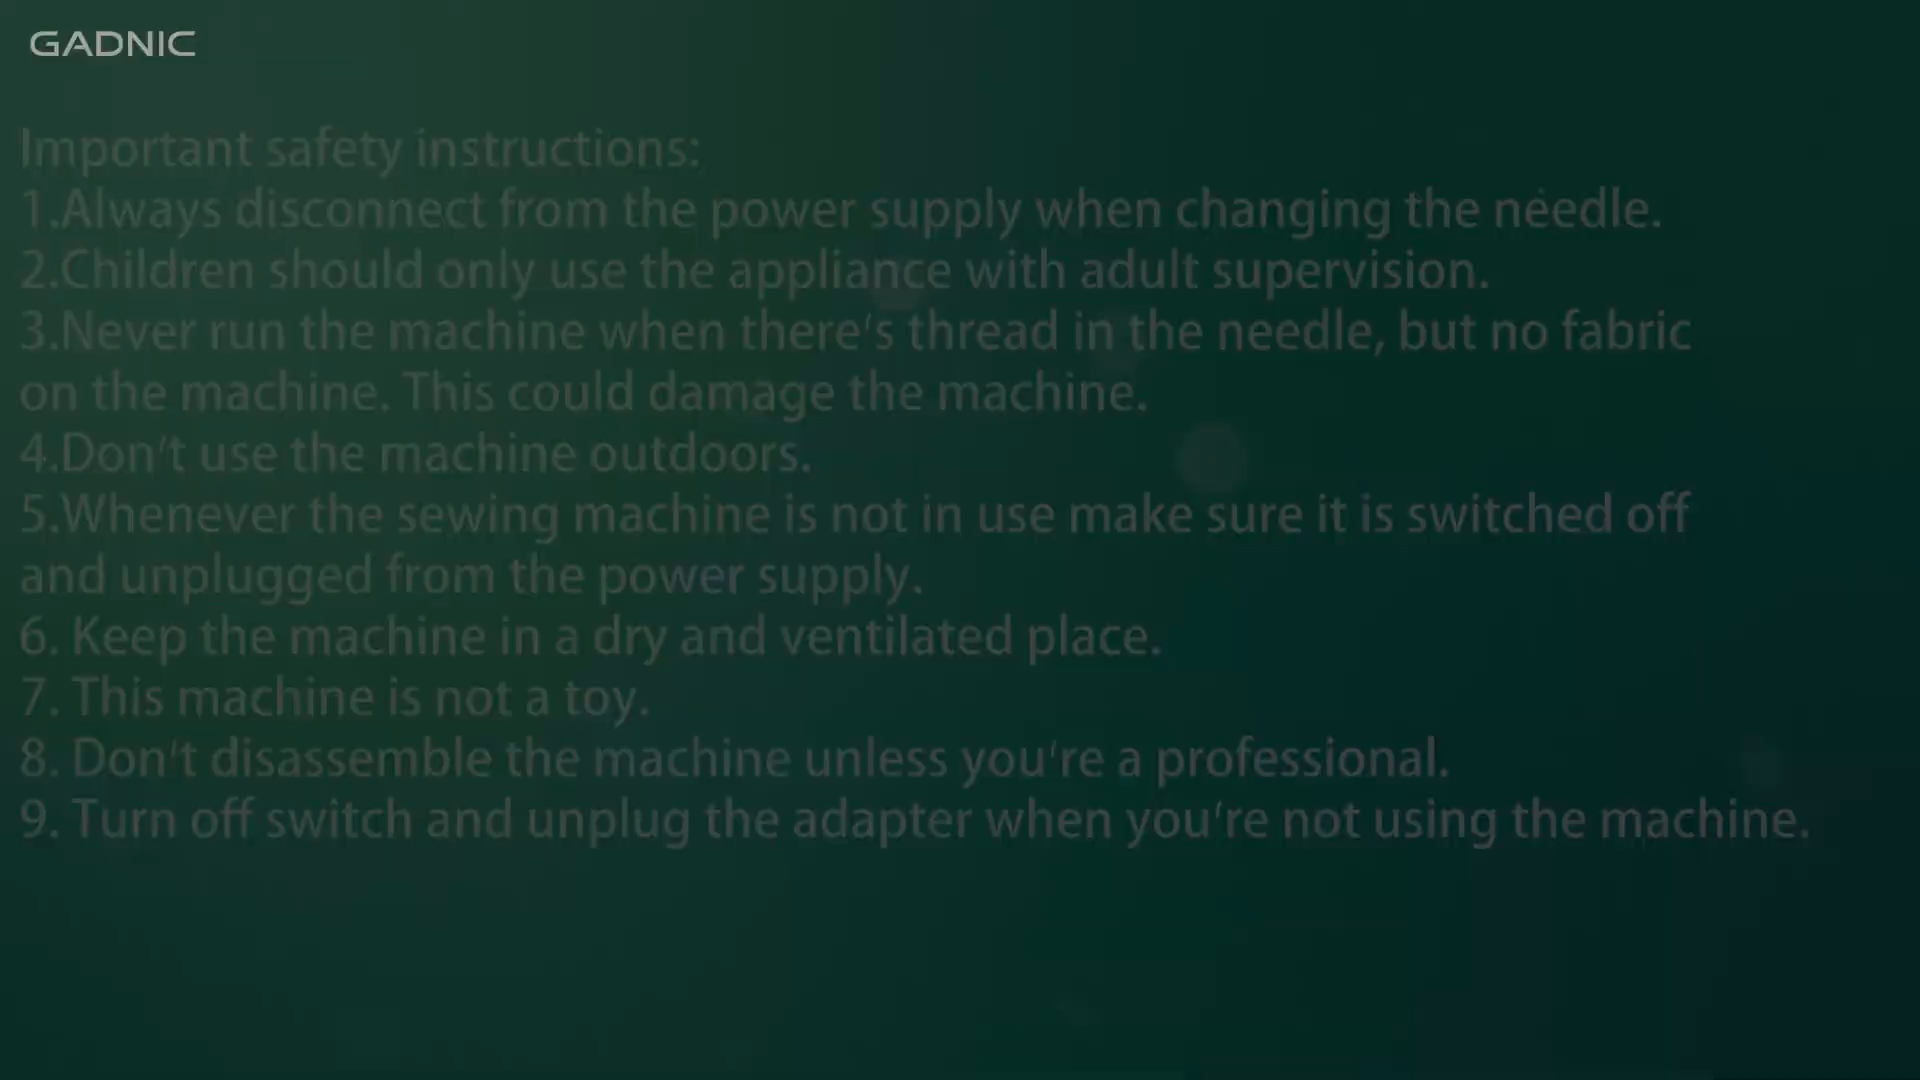 GADNIC
Important safety instructions:
1.Always disconnect from the power supply when changing the needle.
2.Children should only use the appliance with adult supervision.
3.Never run the machine when there's thread in the needle, but no fabric
on the machine. This could damage the machine.
4.Don't use the machine outdoors.
5.Whenever the sewing machine is not in use make sure it is switched off
and unplugged from the power supply.
6. Keep the machine in a dry and ventilated place.
7. This machine is not a toy.
8. Don't disassemble the machine unless you're a professional.
9. Turn off switch and unplug the adapter when you're not using the machine.